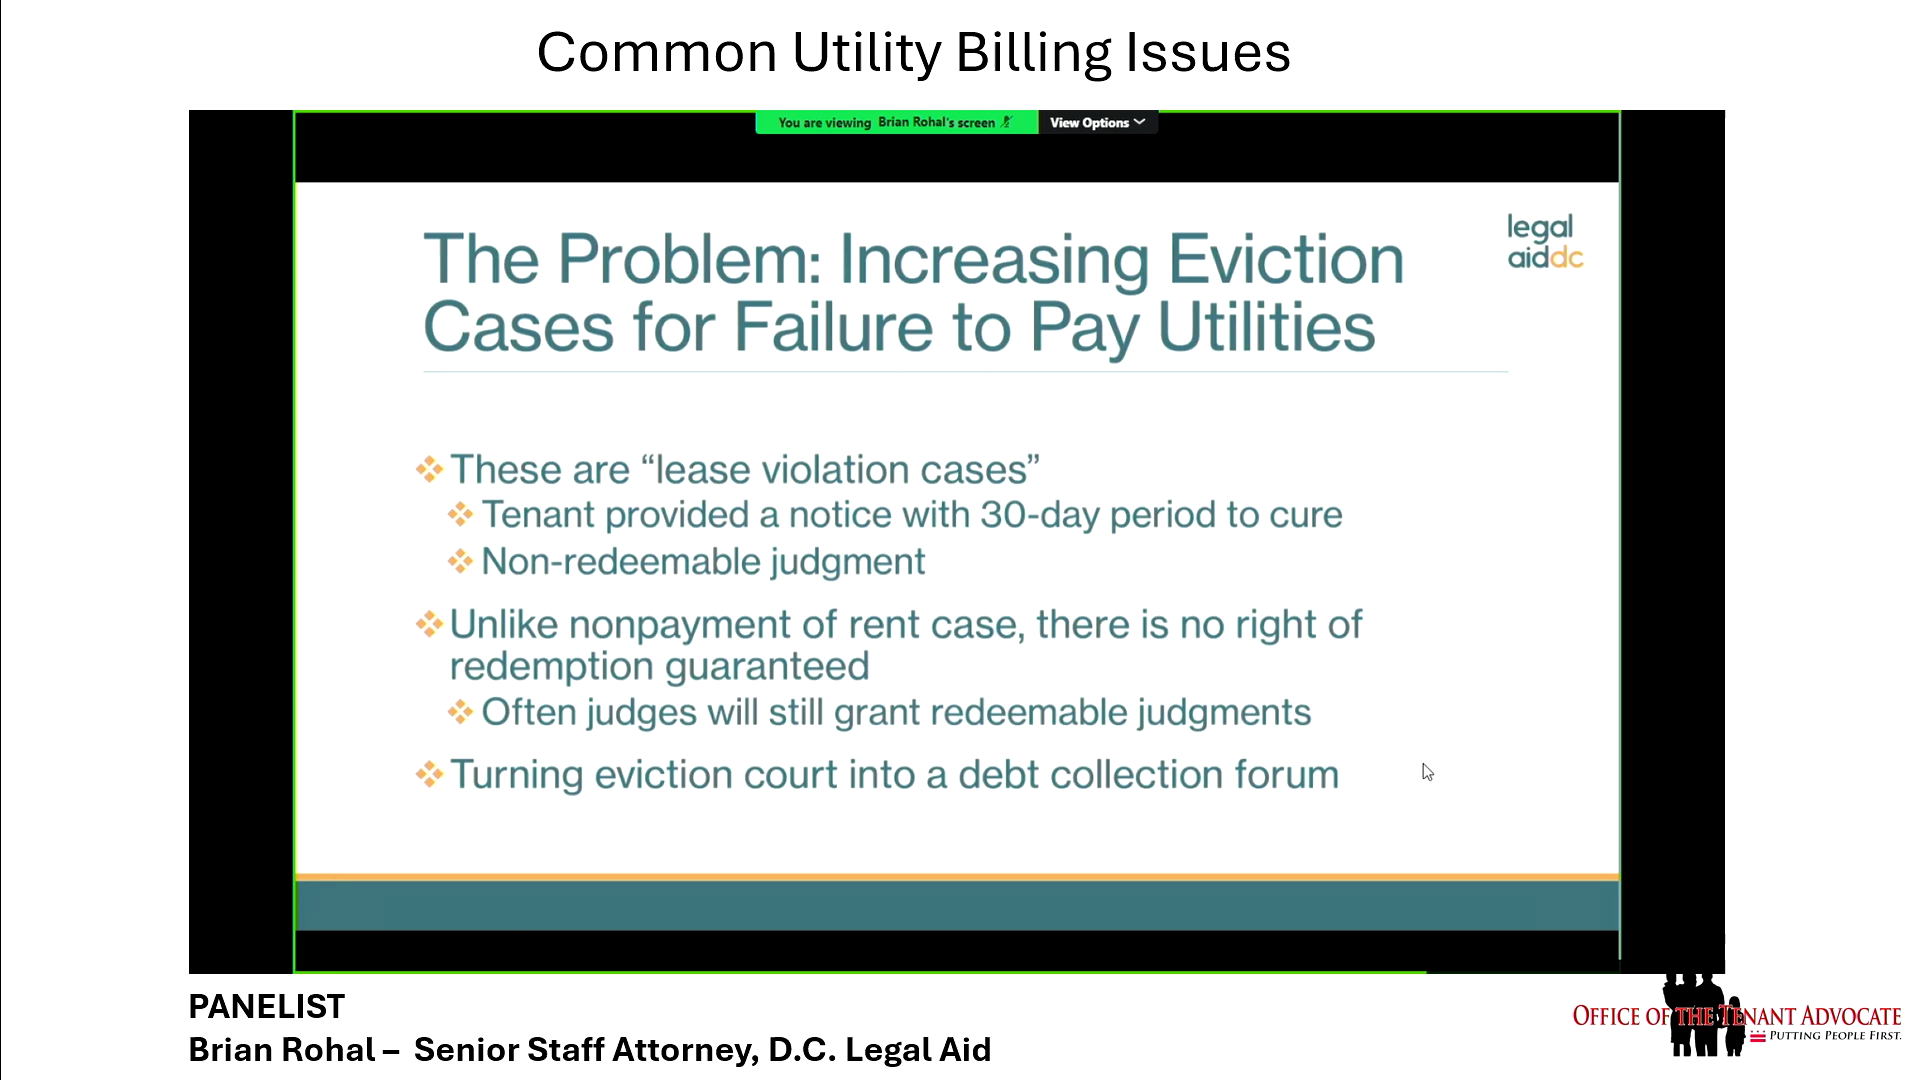 Common Utility Billing Issues
You are viewing Brian Rohal's screen
View Options
legal
aiddc
The Problem: Increasing Eviction
Cases for Failure to Pay Utilities
These are “lease violation cases”
Tenant provided a notice with 30-day period to cure
Non-redeemable judgment
Unlike nonpayment of rent case, there is no right of
redemption guaranteed
Often judges will still grant redeemable judgments
Turning eviction court into a debt collection forum
PANELIST
Brian Rohal – Senior Staff Attorney, D.C. Legal Aid
OFFICE OF THE TENANT ADVOCATE
PUTTING PEOPLE FIRST.